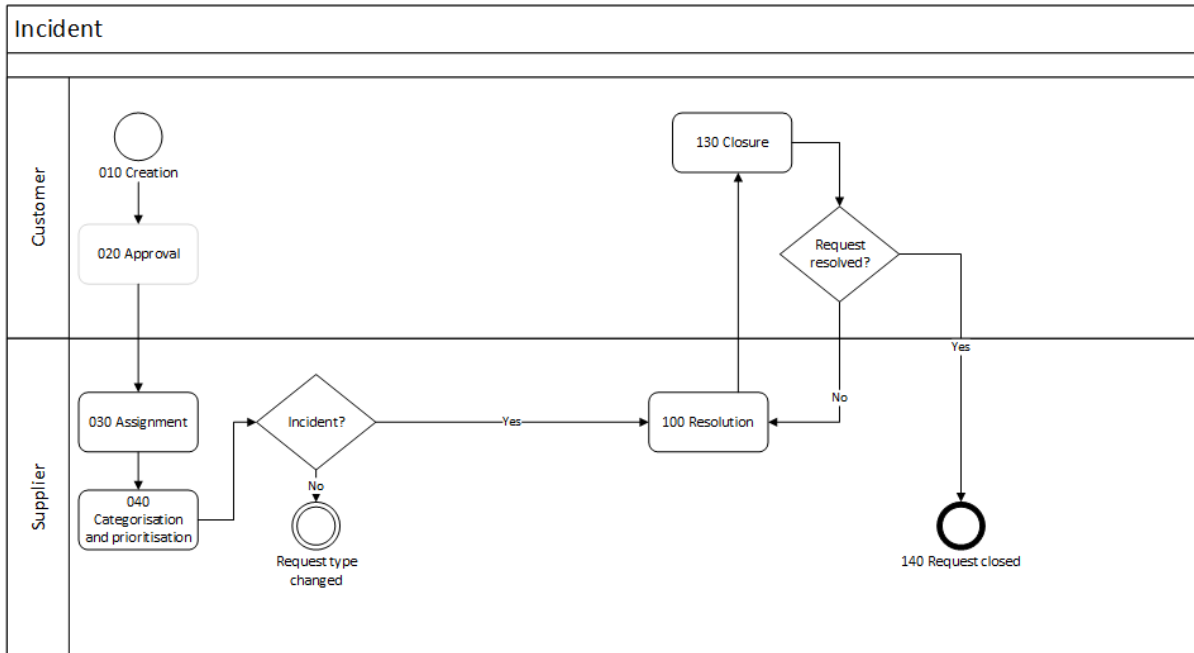 Incident
Customer
010 Creation
020 Approval
130 Closure
Request
resolved?
Yes
No
Supplier
030 Assignment
040
Categorisation
and prioritisation
Incident?
Yes
No
Request type
changed
100 Resolution
140 Request closed